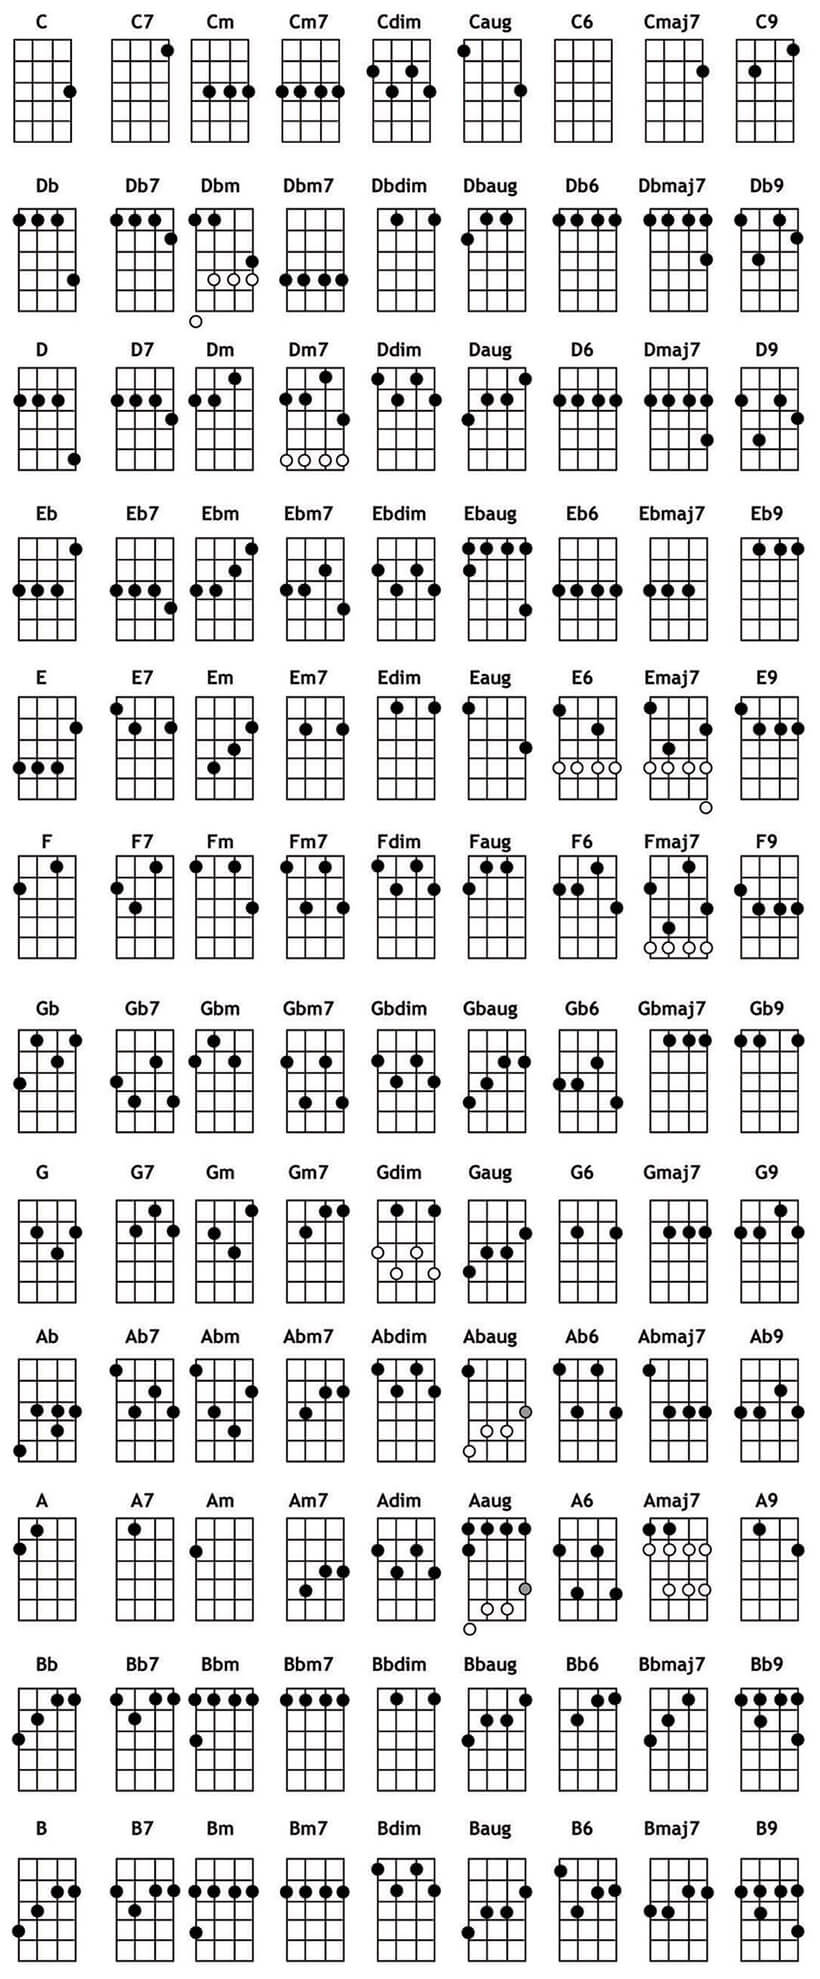 C C7 Cm Cm7 Cdim Caug C6 Cmaj7 C9
Db Db7 Dbm Dbm7 Dbdim Dbaug Db6 Dbmaj7 Db9
D D7 Dm Dm7 Ddim Daug D6 Dmaj7 D9
Eb Eb7 Ebm Ebm7 Ebdim Ebaug Eb6 Ebmaj7 Eb9
E E7 Em Em7 Edim Eaug E6 Emaj7 E9
F F7 Fm Fm7 Fdim Faug F6 Fmaj7 F9
Gb Gb7 Gbm Gbm7 Gbdim Gbaug Gb6 Gbmaj7 Gb9
G G7 Gm Gm7 Gdim Gaug G6 Gmaj7 G9
Ab Ab7 Abm Abm7 Abdim Abaug Ab6 Abmaj7 Ab9
A A7 Am Am7 Adim Aaug A6 Amaj7 A9
Bb Bb7 Bbm Bbm7 Bbdim Bbaug Bb6 Bbmaj7 Bb9
B B7 Bm Bm7 Bdim Baug B6 Bmaj7 B9